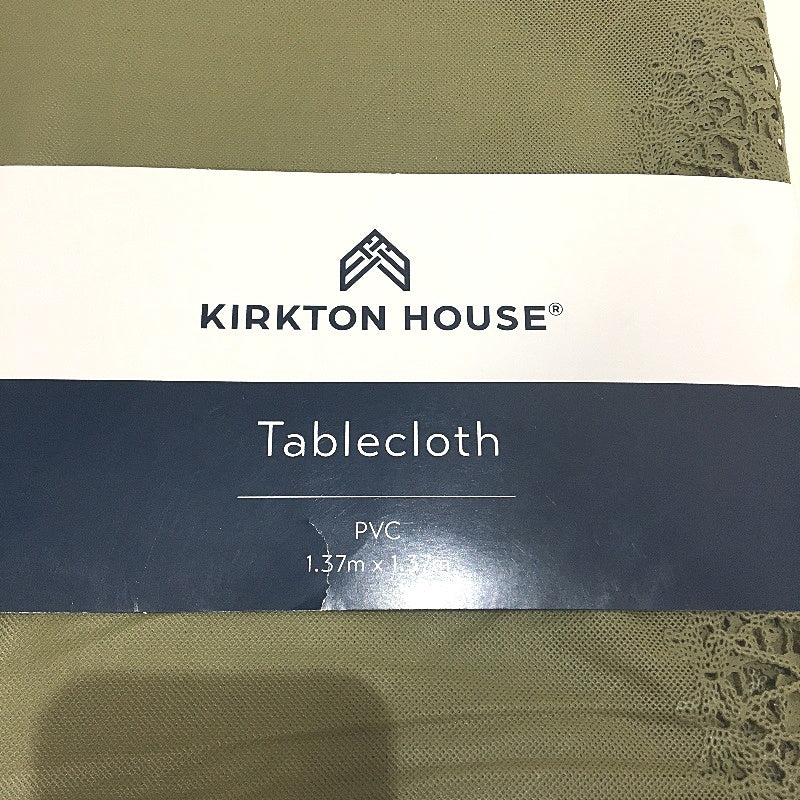 KIRKTON HOUSE®
Tablecloth
PVC
1.37m x 1.37m